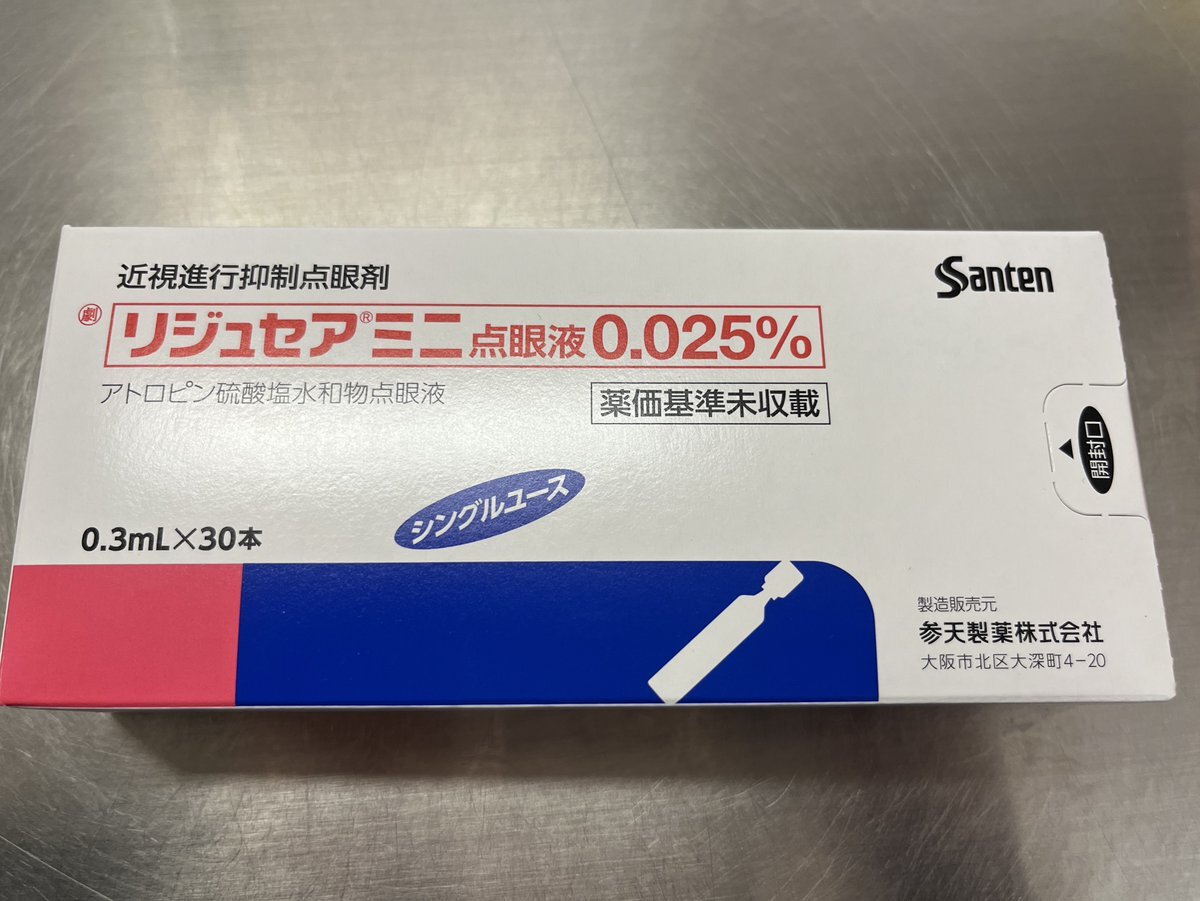 近視進行抑制点眼剤
Santen
劇
リジュセア®ミニ点眼液0.025%
アトロピン硫酸塩水和物点眼液
薬価基準未収載
開封口
シングルユース
0.3mL×30本
製造販売元
参天製薬株式会社
大阪市北区大深町4-20